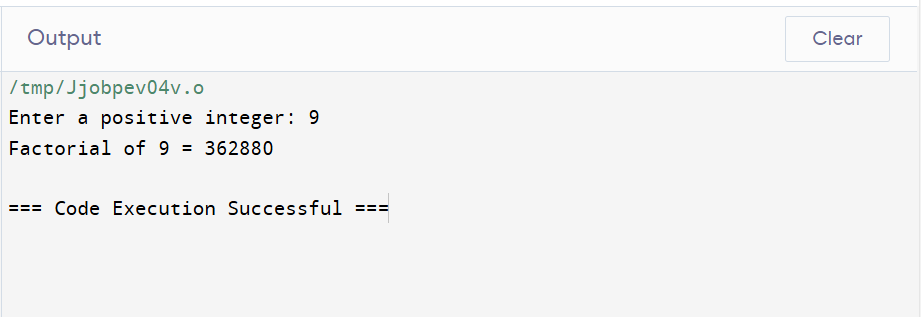 Output
Clear
/tmp/Jjobpev04v.o
Enter a positive integer: 9
Factorial of 9 = 362880
=== Code Execution Successful ===